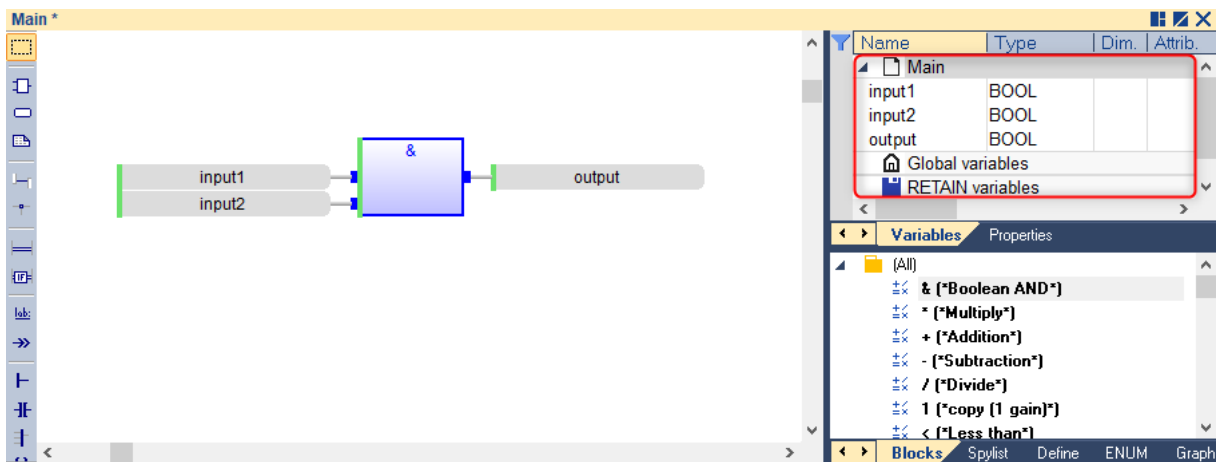 Main *
Name Type Dim. Attrib.
Main
input1 BOOL
input2 BOOL
output BOOL
Global variables
RETAIN variables
Variables Properties
&
input1 output
input2
(All)
& (*Boolean AND*)
* (*Multiply*)
+ (*Addition*)
- (*Subtraction*)
/ (*Divide*)
1 (*copy (1 gain)*)
< (*Less than*)
Blocks Spylist Define ENUM Graph
IF
lab: